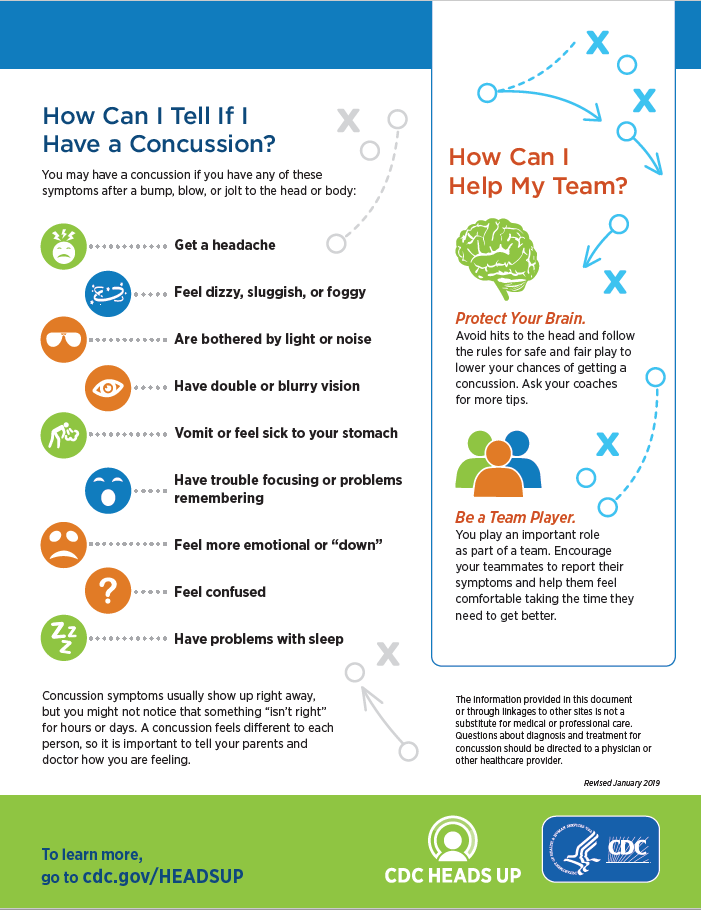 How Can I Tell If I
Have a Concussion?
You may have a concussion if you have any of these
symptoms after a bump, blow, or jolt to the head or body:
Get a headache
Feel dizzy, sluggish, or foggy
Are bothered by light or noise
Have double or blurry vision
Vomit or feel sick to your stomach
Have trouble focusing or problems
remembering
Feel more emotional or “down”
?
Feel confused
Z Z
Z
Have problems with sleep
Concussion symptoms usually show up right away,
but you might not notice that something “isn’t right”
for hours or days. A concussion feels different to each
person, so it is important to tell your parents and
doctor how you are feeling.
X
X
X
X
How Can I
Help My Team?
X
Protect Your Brain.
Avoid hits to the head and follow
the rules for safe and fair play to
lower your chances of getting a
concussion. Ask your coaches
for more tips.
X
Be a Team Player.
You play an important role
as part of a team. Encourage
your teammates to report their
symptoms and help them feel
comfortable taking the time they
need to get better.
The information provided in this document
or through linkages to other sites is not a
substitute for medical or professional care.
Questions about diagnosis and treatment for
concussion should be directed to a physician or
other healthcare provider.
Revised January 2019
To learn more,
go to cdc.gov/HEADSUP
CDC HEADS UP
CDC